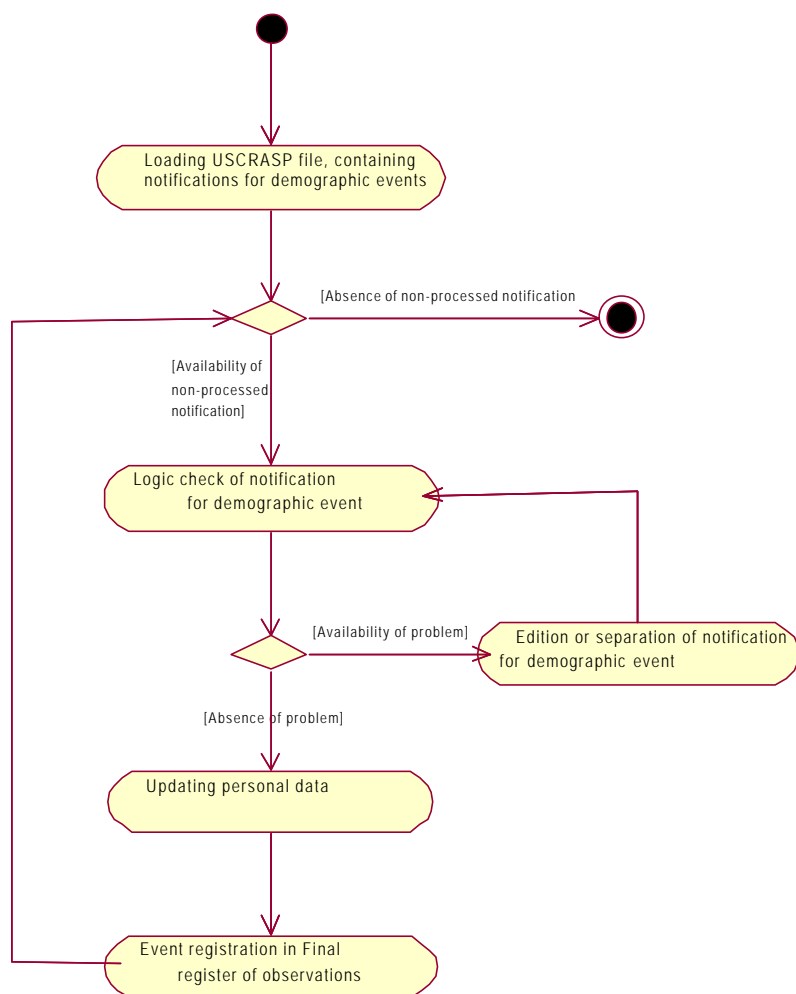 Loading USCRASP file, containing
notifications for demographic events
[Absence of non-processed notification
[Availability of
non-processed
notification]
Logic check of notification
for demographic event
[Availability of problem]
Edition or separation of notification
for demographic event
[Absence of problem]
Updating personal data
Event registration in Final
register of observations